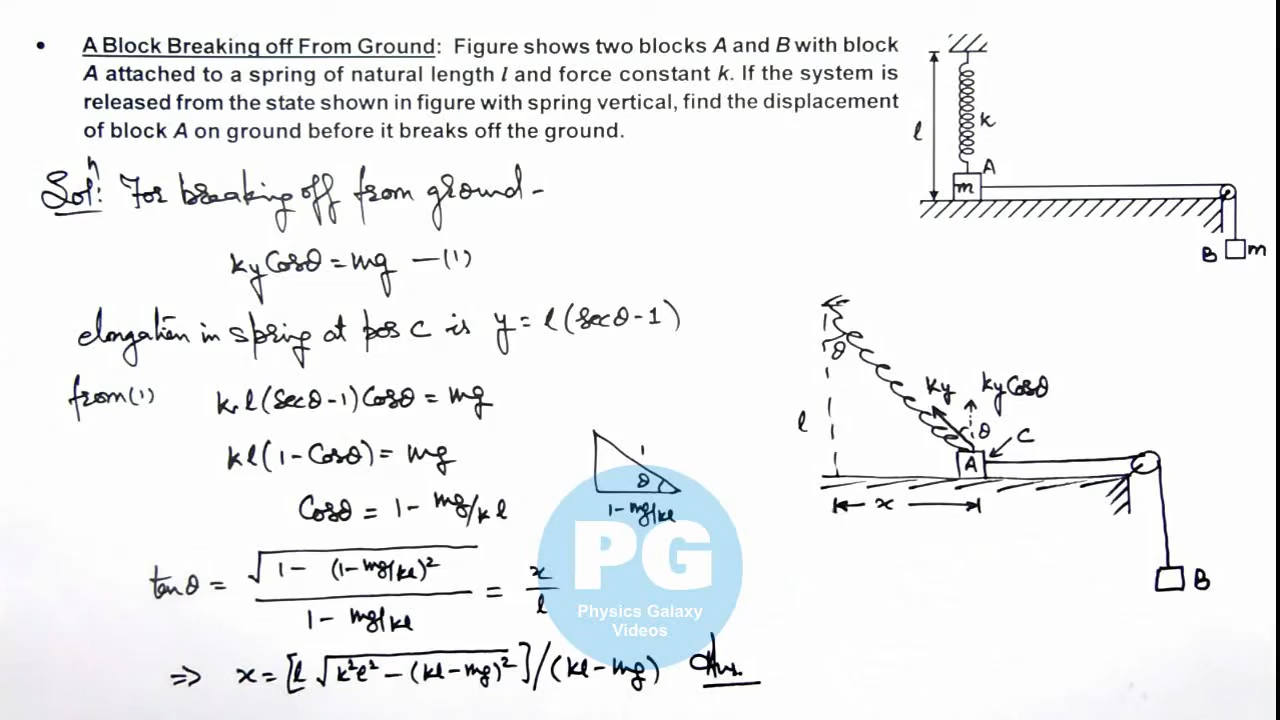 • A Block Breaking off From Ground: Figure shows two blocks A and B with block
A attached to a spring of natural length l and force constant k. If the system is
released from the state shown in figure with spring vertical, find the displacement
of block A on ground before it breaks off the ground.
Solⁿ: For breaking off from ground-
ky Cosθ = mg —(1)
elongation in spring at pos C is y = l(Secθ-1)
from(1) k.l(Secθ-1)Cosθ = mg
kl(1-Cosθ) = mg
Cosθ = 1- mg/kl
tanθ = √(1- (1-mg/kl)²) / (1-mg/kl) = x/l
⇒ x = [l √(k²l²-(kl-mg)²)]/(kl-mg) Ans.
l
k
A
m
B
m
θ
ky
ky Cosθ
θ
C
l
A
x
B
1
θ
1-mg/kl
PG
Physics Galaxy
Videos